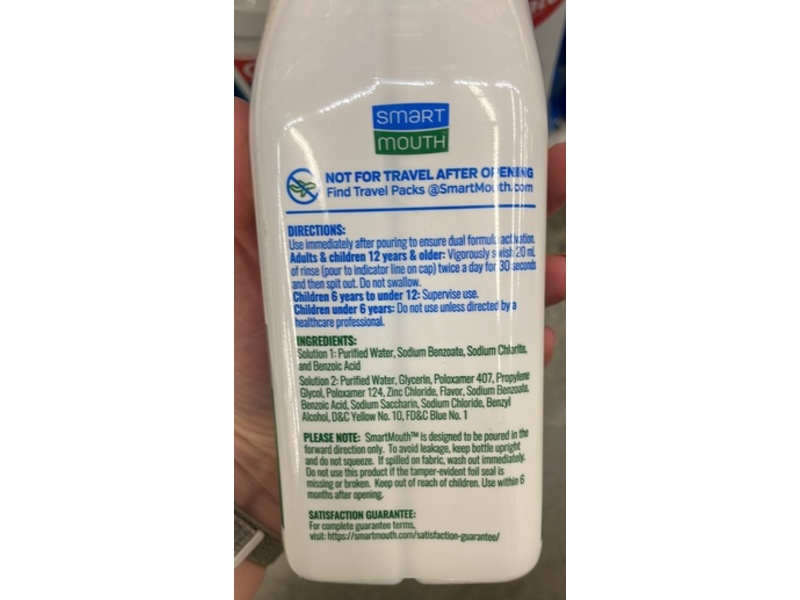 SMART
MOUTH
NOT FOR TRAVEL AFTER OPENING
Find Travel Packs @SmartMouth.com
DIRECTIONS:
Use immediately after pouring to ensure dual formula activation.
Adults & children 12 years & older: Vigorously swish 20 mL
of rinse (pour to indicator line on cap) twice a day for 30 seconds
and then spit out. Do not swallow.
Children 6 years to under 12: Supervise use.
Children under 6 years: Do not use unless directed by a
healthcare professional.
INGREDIENTS:
Solution 1: Purified Water, Sodium Benzoate, Sodium Chlorite,
and Benzoic Acid
Solution 2: Purified Water, Glycerin, Poloxamer 407, Propylene
Glycol, Poloxamer 124, Zinc Chloride, Flavor, Sodium Benzoate,
Benzoic Acid, Sodium Saccharin, Sodium Chloride, Benzyl
Alcohol, D&C Yellow No. 10, FD&C Blue No. 1
PLEASE NOTE: SmartMouth™ is designed to be poured in the
forward direction only. To avoid leakage, keep bottle upright
and do not squeeze. If spilled on fabric, wash out immediately.
Do not use this product if the tamper-evident foil seal is
missing or broken. Keep out of reach of children. Use within 6
months after opening.
SATISFACTION GUARANTEE:
For complete guarantee terms,
visit: https://smartmouth.com/satisfaction-guarantee/